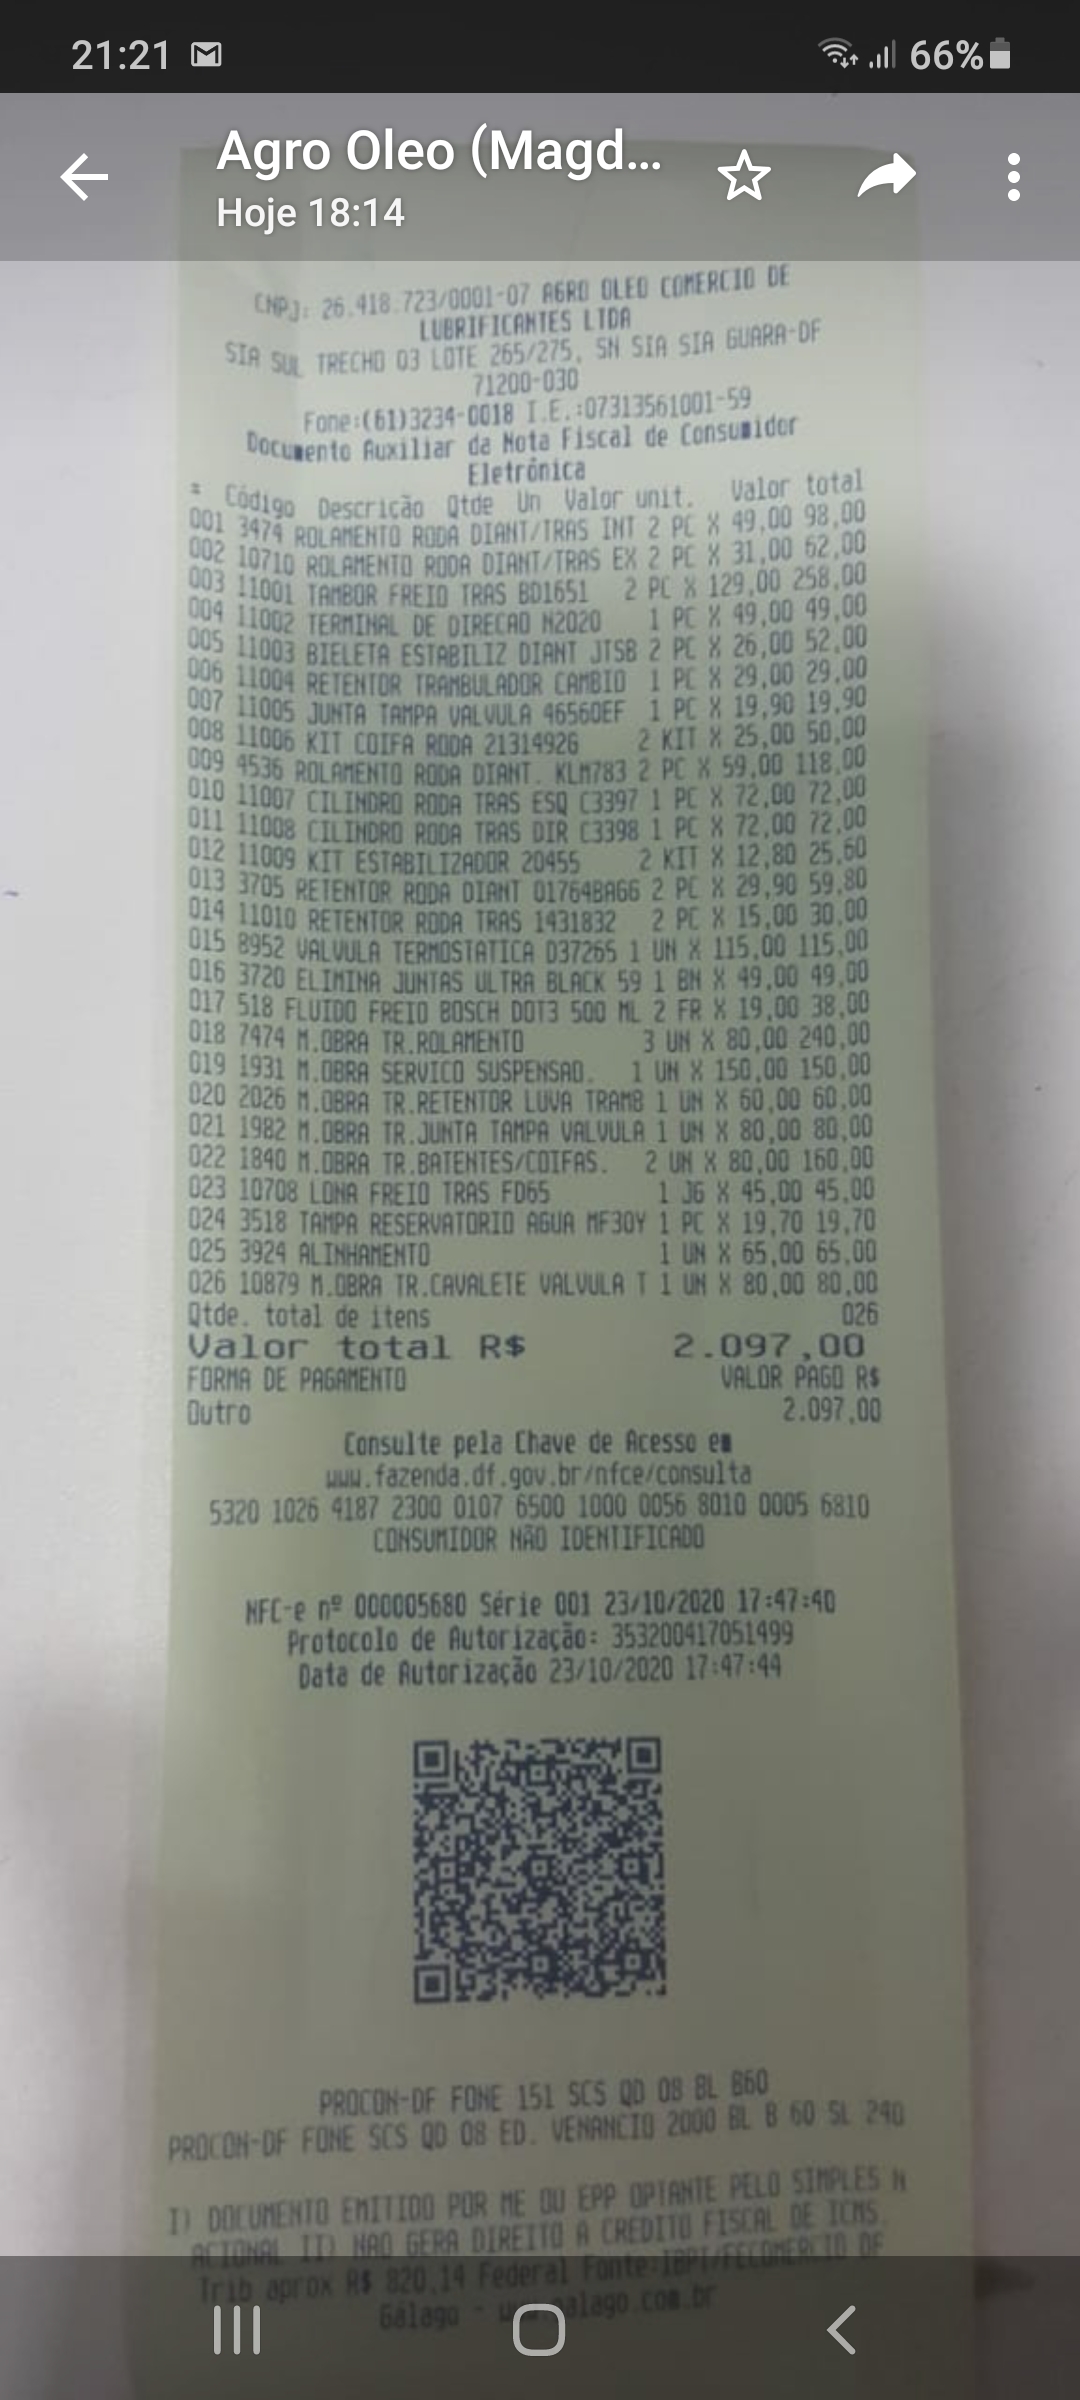 21:21 66%
Agro Oleo (Magd...
Hoje 18:14
CNPJ: 26.418.723/0001-07 AGRO OLEO COMERCIO DE
LUBRIFICANTES LTDA
SIA SUL TRECHO 03 LOTE 265/275, SN SIA SIA GUARA-DF
71200-030
Fone:(61)3234-0018 I.E.:07313561001-59
Documento Auxiliar da Nota Fiscal de Consumidor
Eletrônica
# Código Descrição Qtde Un Valor unit. Valor total
001 3474 ROLAMENTO RODA DIANT/TRAS INT 2 PC X 49,00 98,00
002 10710 ROLAMENTO RODA DIANT/TRAS EX 2 PC X 31,00 62,00
003 11001 TAMBOR FREIO TRAS BD1651 2 PC X 129,00 258,00
004 11002 TERMINAL DE DIRECAO N2020 1 PC X 49,00 49,00
005 11003 BIELETA ESTABILIZ DIANT JTSB 2 PC X 26,00 52,00
006 11004 RETENTOR TRAMBULADOR CAMBIO 1 PC X 29,00 29,00
007 11005 JUNTA TAMPA VALVULA 46560EF 1 PC X 19,90 19,90
008 11006 KIT COIFA RODA 2131492G 2 KIT X 25,00 50,00
009 4536 ROLAMENTO RODA DIANT. KLM783 2 PC X 59,00 118,00
010 11007 CILINDRO RODA TRAS ESQ C3397 1 PC X 72,00 72,00
011 11008 CILINDRO RODA TRAS DIR C3398 1 PC X 72,00 72,00
012 11009 KIT ESTABILIZADOR 20455 2 KIT X 12,80 25,60
013 3705 RETENTOR RODA DIANT 01764BAGG 2 PC X 29,90 59,80
014 11010 RETENTOR RODA TRAS 1431832 2 PC X 15,00 30,00
015 8952 VALVULA TERMOSTATICA D37265 1 UN X 115,00 115,00
016 3720 ELIMINA JUNTAS ULTRA BLACK 59 1 BN X 49,00 49,00
017 518 FLUIDO FREIO BOSCH DOT3 500 ML 2 FR X 19,00 38,00
018 7474 M.OBRA TR.ROLAMENTO 3 UN X 80,00 240,00
019 1931 M.OBRA SERVICO SUSPENSAO. 1 UN X 150,00 150,00
020 2026 M.OBRA TR.RETENTOR LUVA TRAMB 1 UN X 60,00 60,00
021 1982 M.OBRA TR.JUNTA TAMPA VALVULA 1 UN X 80,00 80,00
022 1840 M.OBRA TR.BATENTES/COIFAS. 2 UN X 80,00 160,00
023 10708 LONA FREIO TRAS FD65 1 JG X 45,00 45,00
024 3518 TAMPA RESERVATORIO AGUA MF30Y 1 PC X 19,70 19,70
025 3924 ALINHAMENTO 1 UN X 65,00 65,00
026 10879 M.OBRA TR.CAVALETE VALVULA T 1 UN X 80,00 80,00
Qtde. total de itens 026
Valor total R$ 2.097,00
FORMA DE PAGAMENTO VALOR PAGO R$
Outro 2.097,00
Consulte pela Chave de Acesso em
www.fazenda.df.gov.br/nfce/consulta
5320 1026 4187 2300 0107 6500 1000 0056 8010 0005 6810
CONSUMIDOR NÃO IDENTIFICADO
NFC-e nº 000005680 Série 001 23/10/2020 17:47:40
Protocolo de Autorização: 353200417051499
Data de Autorização 23/10/2020 17:47:44
PROCON-DF FONE 151 SCS QD 08 BL B60
PROCON-DF FONE SCS QD 08 ED. VENANCIO 2000 BL B 60 SL 240
I) DOCUMENTO EMITIDO POR ME OU EPP OPTANTE PELO SIMPLES N
ACIONAL II) NAO GERA DIREITO A CREDITO FISCAL DE ICMS.
Trib aprox R$ 820,14 Federal Fonte:IBPT/FECOMERCIO DF
Gálago -